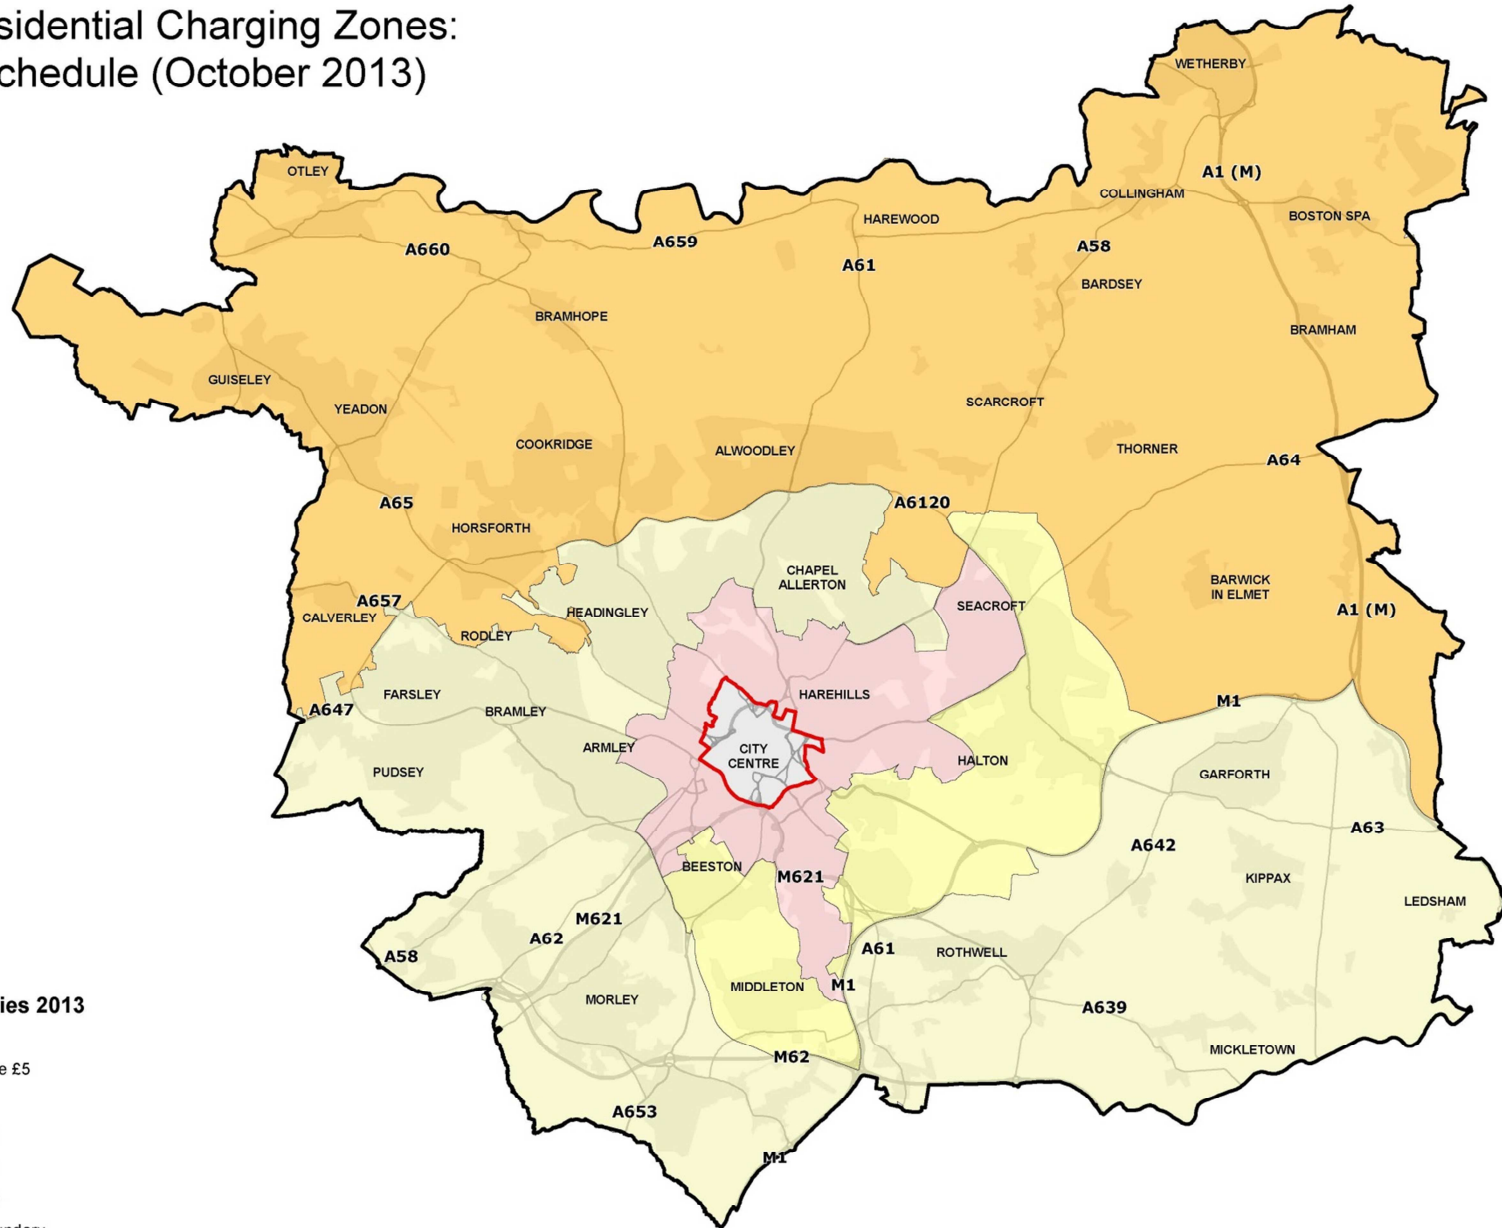 sidential Charging Zones:
chedule (October 2013)
WETHERBY
OTLEY
A1 (M)
COLLINGHAM
BOSTON SPA
HAREWOOD
A660
A659
A58
A61
BARDSEY
BRAMHOPE
BRAMHAM
GUISELEY
YEADON
SCARCROFT
COOKRIDGE
ALWOODLEY
THORNER
A64
A65
A6120
HORSFORTH
CHAPEL
ALLERTON
BARWICK
IN ELMET
A657
CALVERLEY
HEADINGLEY
SEACROFT
A1 (M)
RODLEY
FARSLEY
HAREHILLS
A647
BRAMLEY
M1
ARMLEY
CITY
CENTRE
HALTON
PUDSEY
GARFORTH
A63
A642
BEESTON
M621
KIPPAX
LEDSHAM
M621
A62
A58
A61
ROTHWELL
MIDDLETON
M1
MORLEY
ies 2013
A639
MICKLETOWN
M62
e £5
A653
M1